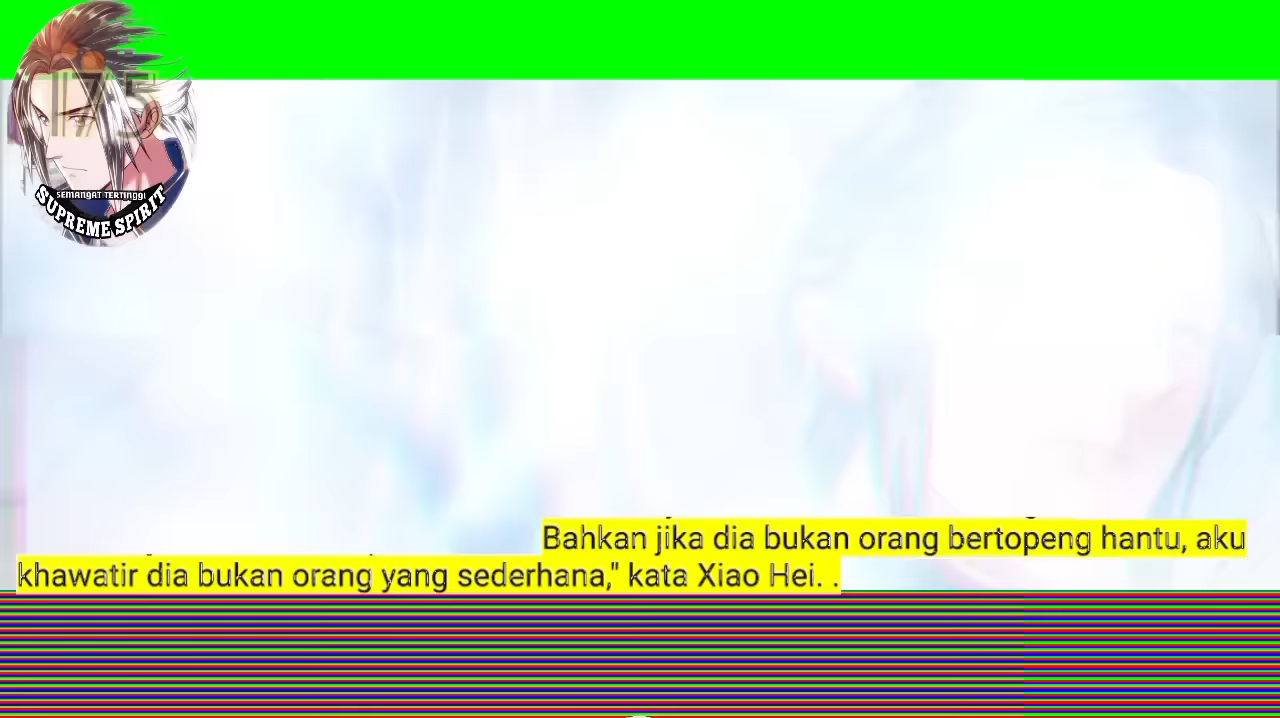 175
SEMANGAT TERTINGGI
SUPREME SPIRIT
Bahkan jika dia bukan orang bertopeng hantu, aku
khawatir dia bukan orang yang sederhana," kata Xiao Hei. .